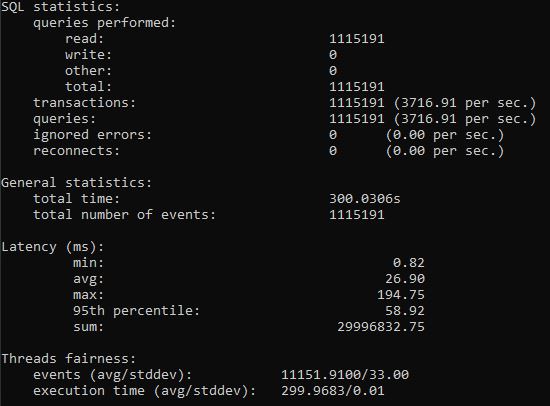 SQL statistics:
queries performed:
read: 1115191
write: 0
other: 0
total: 1115191
transactions: 1115191 (3716.91 per sec.)
queries: 1115191 (3716.91 per sec.)
ignored errors: 0 (0.00 per sec.)
reconnects: 0 (0.00 per sec.)
General statistics:
total time: 300.0306s
total number of events: 1115191
Latency (ms):
min: 0.82
avg: 26.90
max: 194.75
95th percentile: 58.92
sum: 29996832.75
Threads fairness:
events (avg/stddev): 11151.9100/33.00
execution time (avg/stddev): 299.9683/0.01